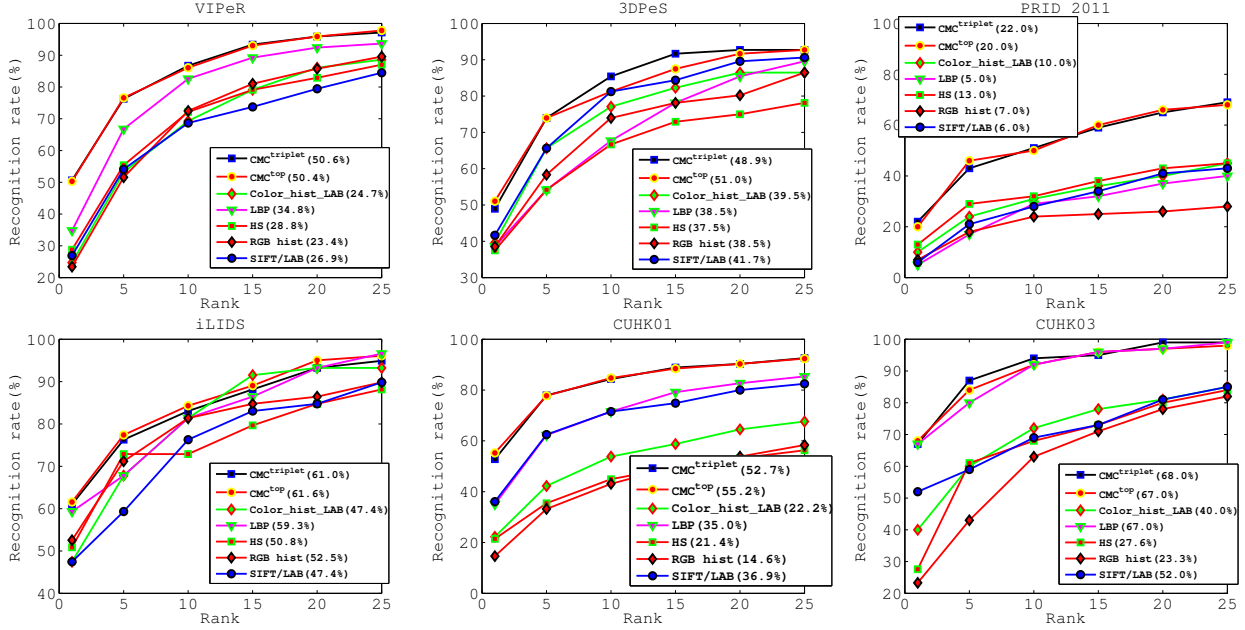 VIPeR
100
90
80
70
60
50
40
30
20
0
5
10
15
20
25
Recognition rate(%)
Rank
CMCtriplet(50.6%)
CMCtop(50.4%)
Color_hist_LAB(24.7%)
LBP(34.8%)
HS(28.8%)
RGB hist(23.4%)
SIFT/LAB(26.9%)
3DPeS
100
90
80
70
60
50
40
30
0
5
10
15
20
25
Recognition rate(%)
Rank
CMCtriplet(48.9%)
CMCtop(51.0%)
Color_hist_LAB(39.5%)
LBP(38.5%)
HS(37.5%)
RGB hist(38.5%)
SIFT/LAB(41.7%)
PRID 2011
100
80
60
40
20
0
0
5
10
15
20
25
Recognition rate(%)
Rank
CMCtriplet(22.0%)
CMCtop(20.0%)
Color_hist_LAB(10.0%)
LBP(5.0%)
HS(13.0%)
RGB hist(7.0%)
SIFT/LAB(6.0%)
iLIDS
100
90
80
70
60
50
40
0
5
10
15
20
25
Recognition rate(%)
Rank
CMCtriplet(61.0%)
CMCtop(61.6%)
Color_hist_LAB(47.4%)
LBP(59.3%)
HS(50.8%)
RGB hist(52.5%)
SIFT/LAB(47.4%)
CUHK01
100
80
60
40
20
0
0
5
10
15
20
25
Recognition rate(%)
Rank
CMCtriplet(52.7%)
CMCtop(55.2%)
Color_hist_LAB(22.2%)
LBP(35.0%)
HS(21.4%)
RGB hist(14.6%)
SIFT/LAB(36.9%)
CUHK03
100
90
80
70
60
50
40
30
20
0
5
10
15
20
25
Recognition rate(%)
Rank
CMCtriplet(68.0%)
CMCtop(67.0%)
Color_hist_LAB(40.0%)
LBP(67.0%)
HS(27.6%)
RGB hist(23.3%)
SIFT/LAB(52.0%)